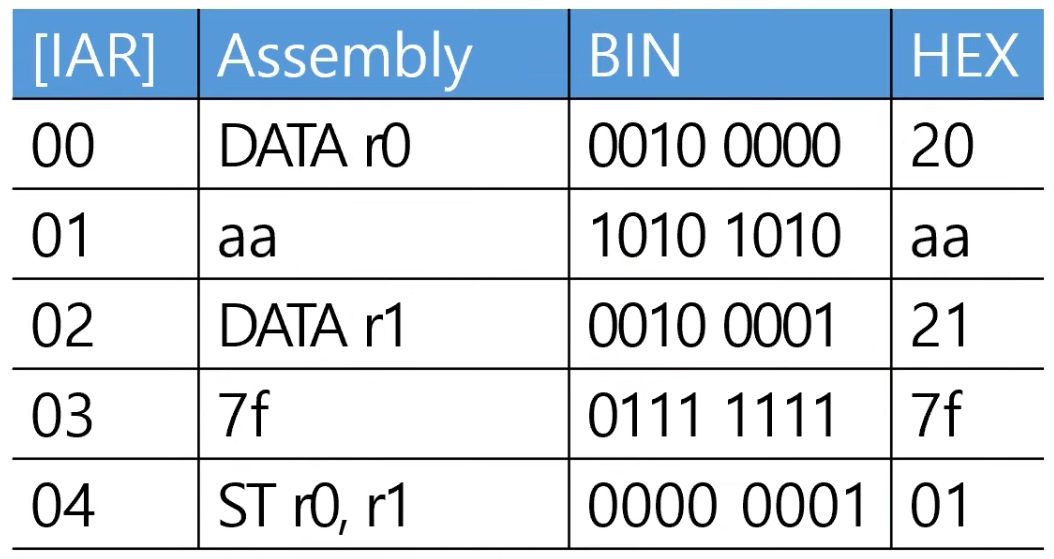 [IAR] Assembly BIN HEX
00 DATA r0 0010 0000 20
01 aa 1010 1010 aa
02 DATA r1 0010 0001 21
03 7f 0111 1111 7f
04 ST r0, r1 0000 0001 01